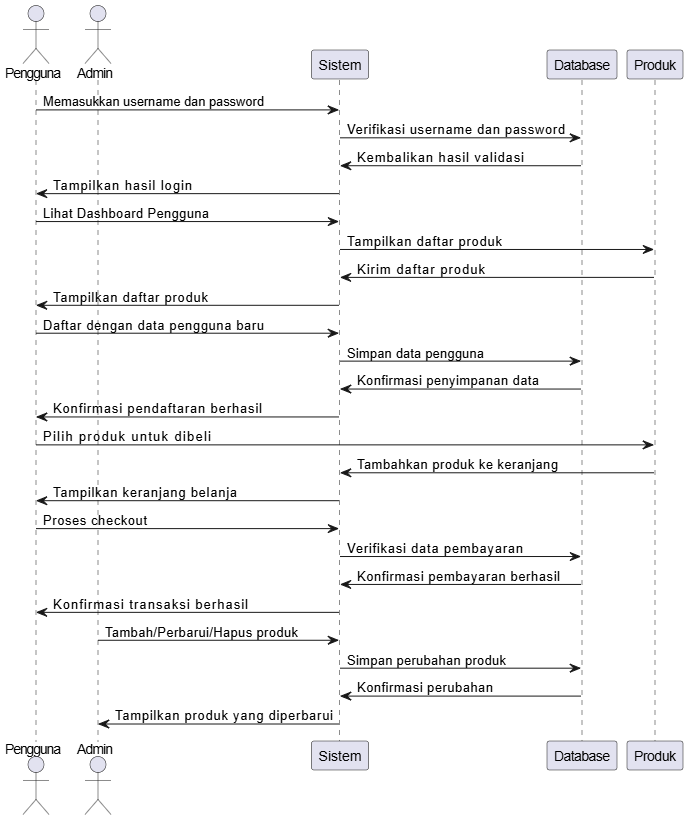 Pengguna Admin Sistem Database Produk
Memasukkan username dan password
Verifikasi username dan password
Kembalikan hasil validasi
Tampilkan hasil login
Lihat Dashboard Pengguna
Tampilkan daftar produk
Kirim daftar produk
Tampilkan daftar produk
Daftar dengan data pengguna baru
Simpan data pengguna
Konfirmasi penyimpanan data
Konfirmasi pendaftaran berhasil
Pilih produk untuk dibeli
Tambahkan produk ke keranjang
Tampilkan keranjang belanja
Proses checkout
Verifikasi data pembayaran
Konfirmasi pembayaran berhasil
Konfirmasi transaksi berhasil
Tambah/Perbarui/Hapus produk
Simpan perubahan produk
Konfirmasi perubahan
Tampilkan produk yang diperbarui
Pengguna Admin Sistem Database Produk